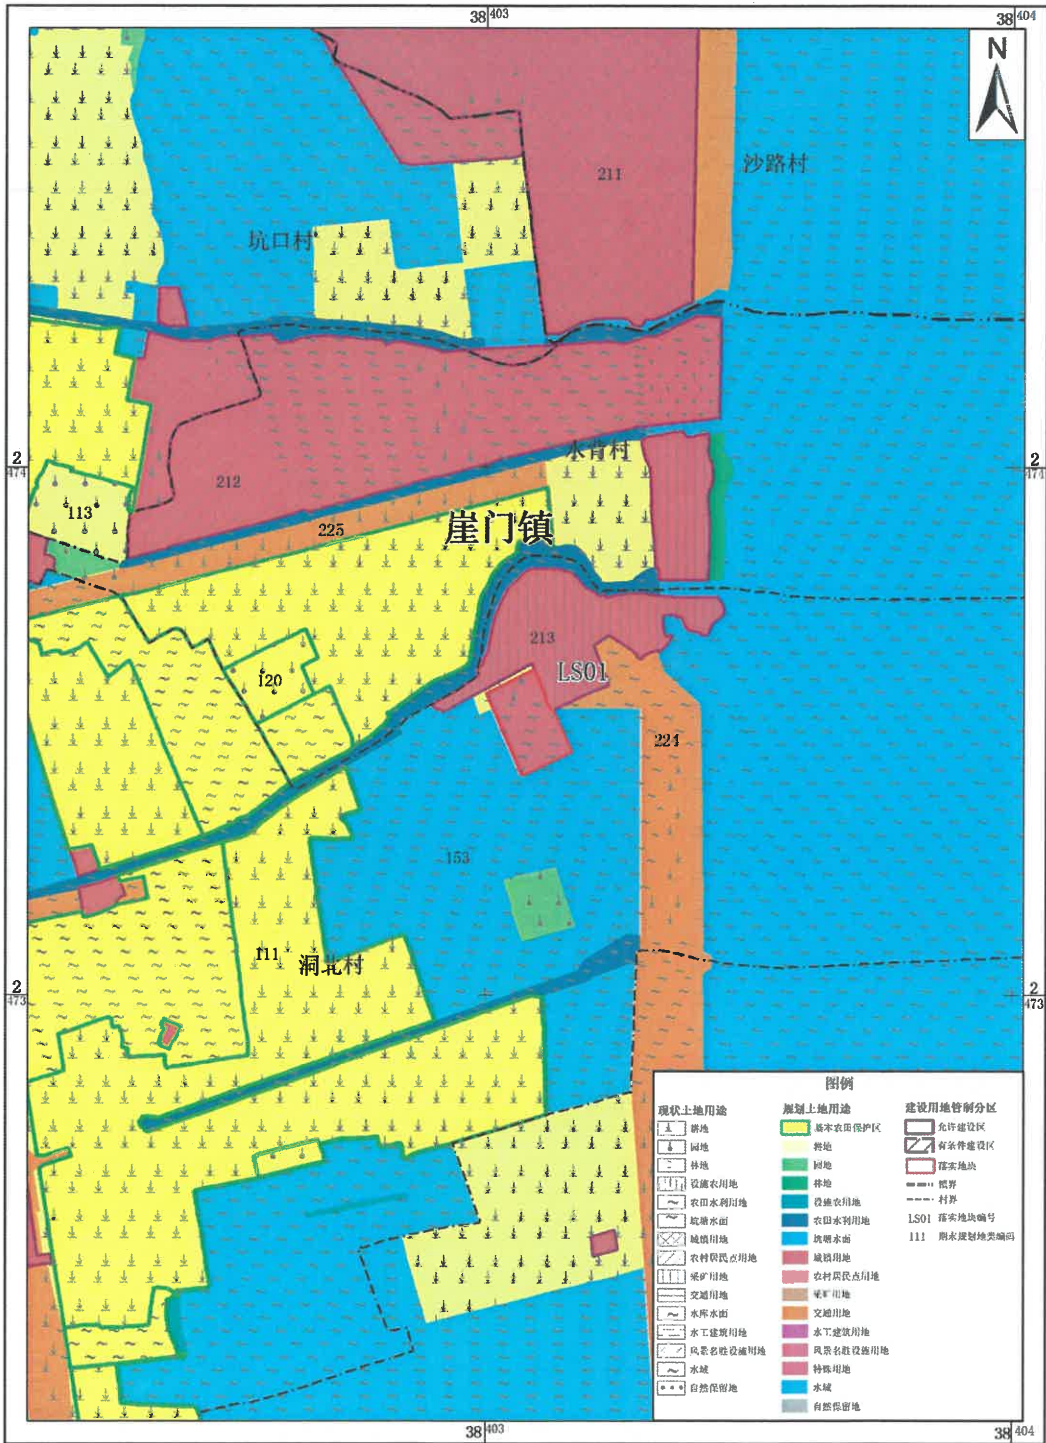 38 403
38 404
N
211
沙路村
坑口村
2
474
2
474
水背村
212
113
225
崖门镇
213
120
LS01
224
153
111
洞北村
2
473
2
473
图例
现状土地用途
耕地
园地
林地
设施农用地
农田水利用地
坑塘水面
城镇用地
农村居民点用地
采矿用地
交通用地
水库水面
水工建筑用地
风景名胜设施用地
水域
自然保留地
规划土地用途
基本农田保护区
耕地
园地
林地
设施农用地
农田水利用地
坑塘水面
城镇用地
农村居民点用地
采矿用地
交通用地
水工建筑用地
风景名胜设施用地
特殊用地
水域
自然保留地
建设用地管制分区
允许建设区
有条件建设区
落实地块
镇界
村界
LS01 落实地块编号
111 期末规划地类编码
38 403
38 404